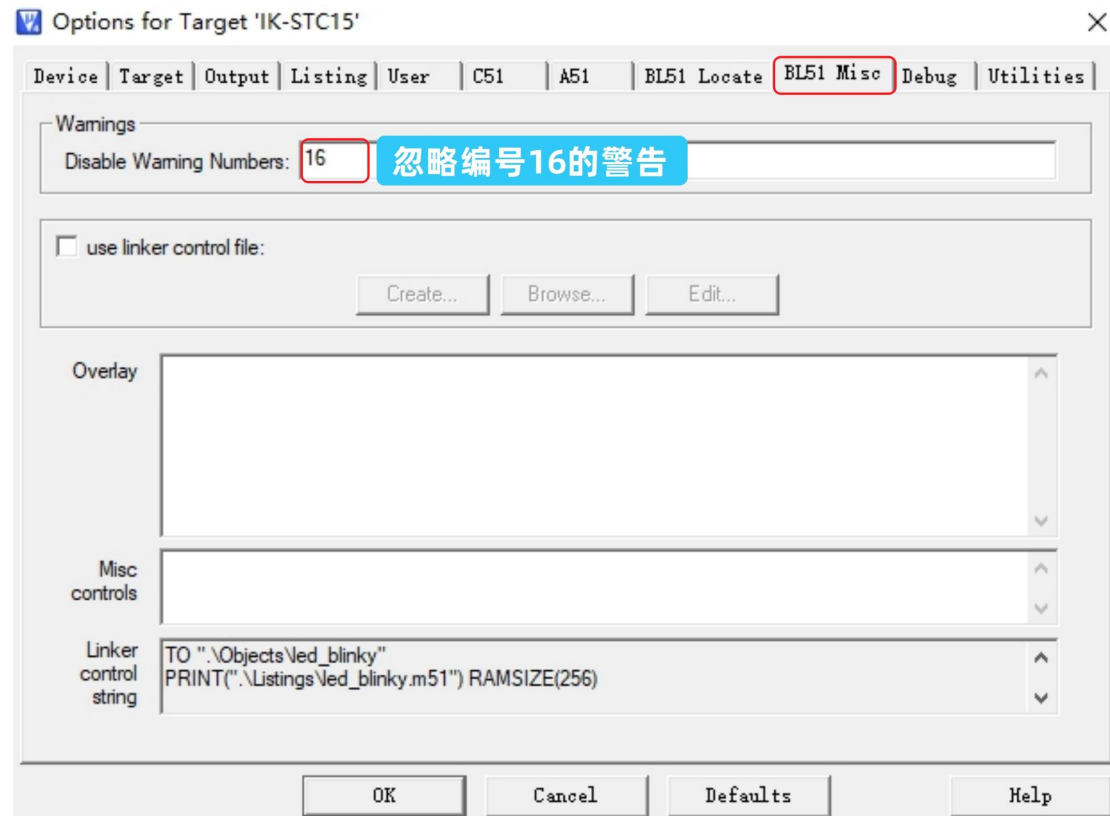 Options for Target 'IK-STC15'
Device Target Output Listing User C51 A51 BL51 Locate BL51 Misc Debug Utilities
Warnings
Disable Warning Numbers: 16 忽略编号16的警告
use linker control file:
Create... Browse... Edit...
Overlay
Misc
controls
Linker
control
string
TO ".\Objects\led_blinky"
PRINT(".\Listings\led_blinky.m51") RAMSIZE(256)
OK Cancel Defaults Help